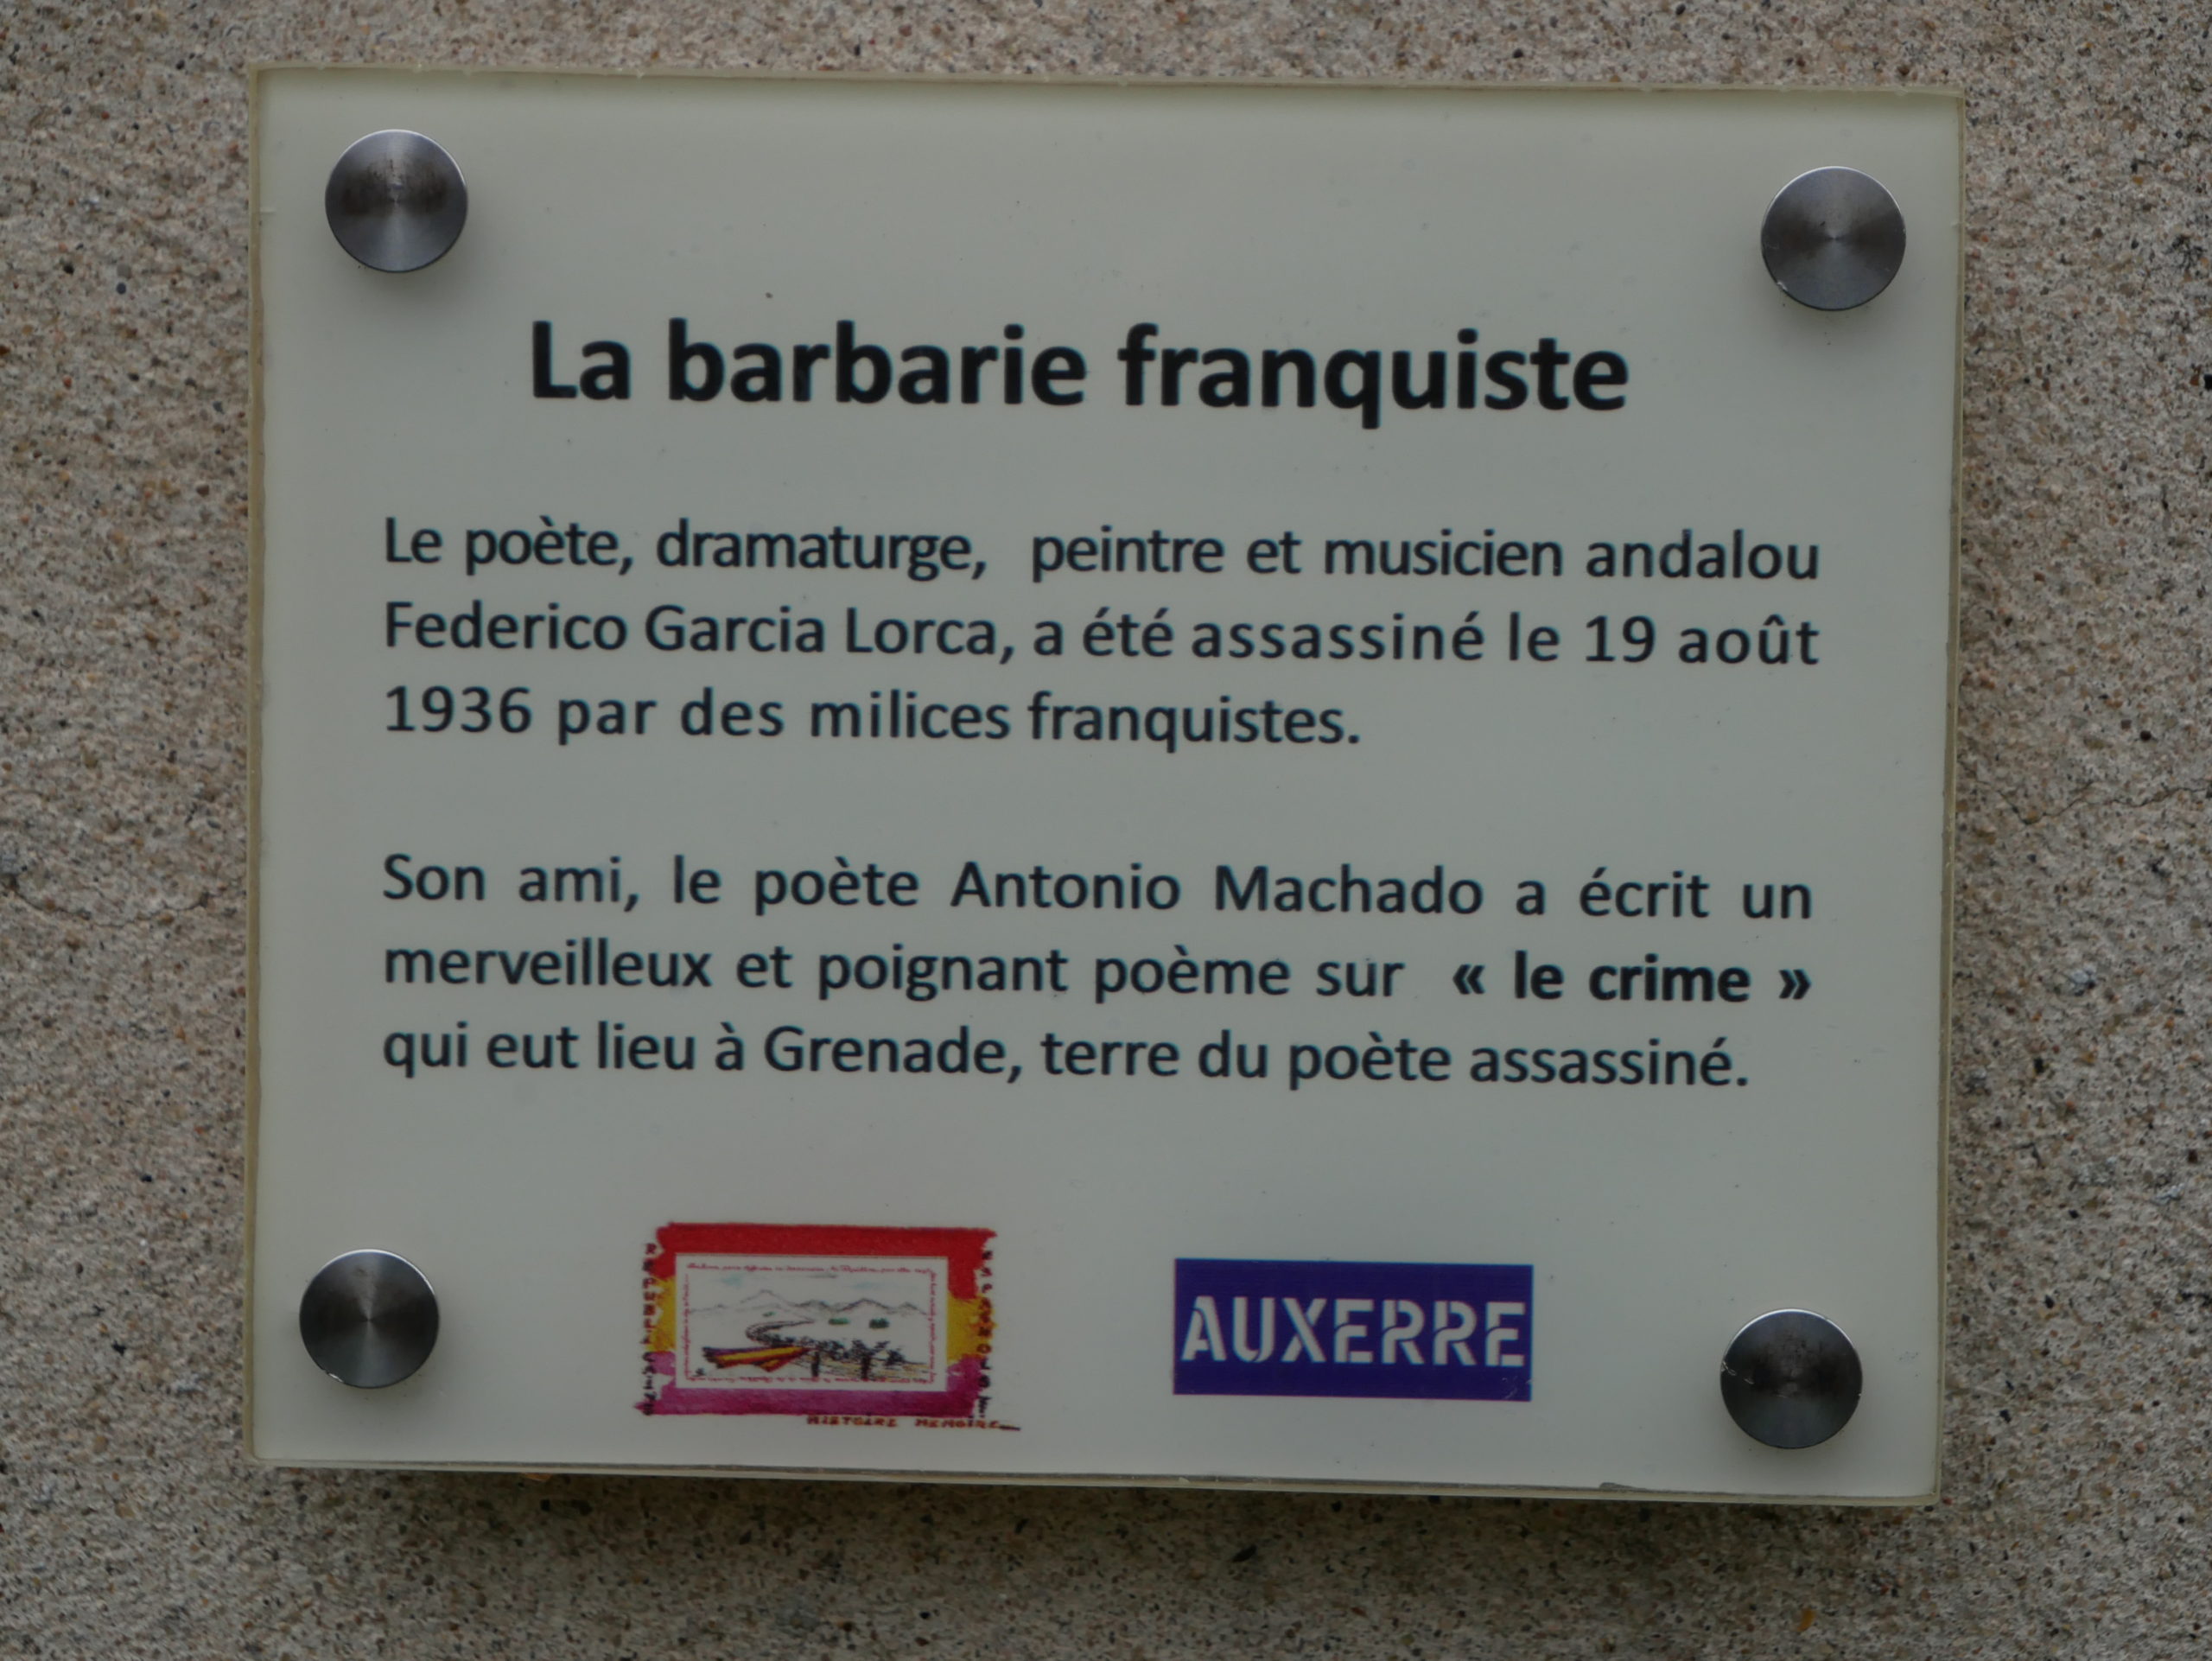 La barbarie franquiste
Le poète, dramaturge, peintre et musicien andalou
Federico Garcia Lorca, a été assassiné le 19 août
1936 par des milices franquistes.
Son ami, le poète Antonio Machado a écrit un
merveilleux et poignant poème sur « le crime »
qui eut lieu à Grenade, terre du poète assassiné.
HISTOIRE MEMOIRE
AUXERRE